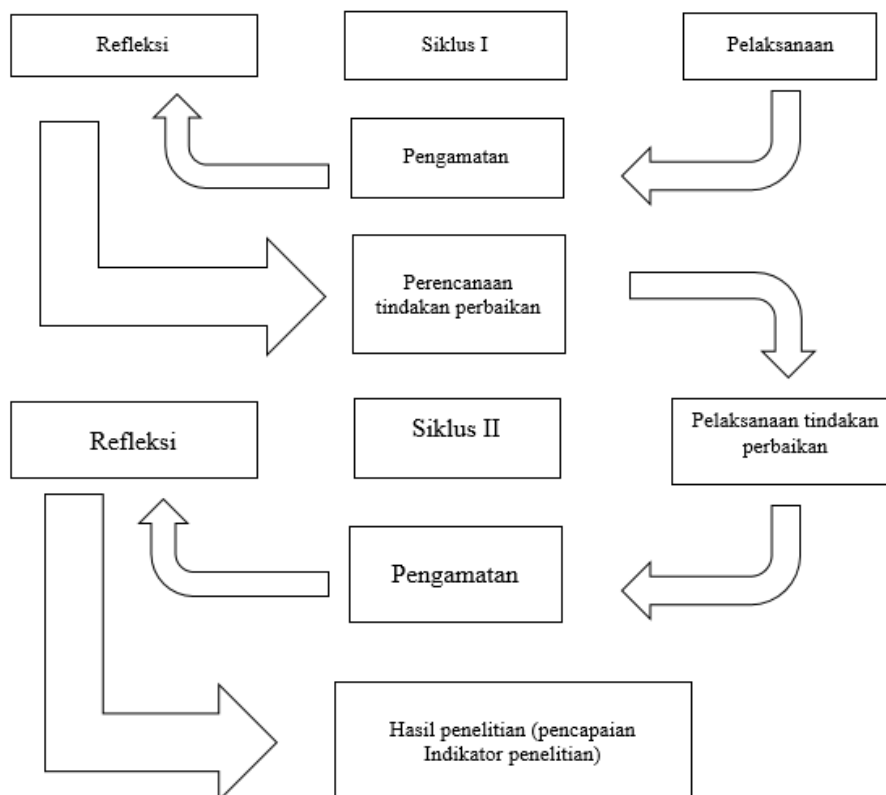 Refleksi
Siklus I
Pelaksanaan
Pengamatan
Perencanaan
tindakan perbaikan
Refleksi
Siklus II
Pelaksanaan tindakan
perbaikan
Pengamatan
Hasil penelitian (pencapaian
Indikator penelitian)